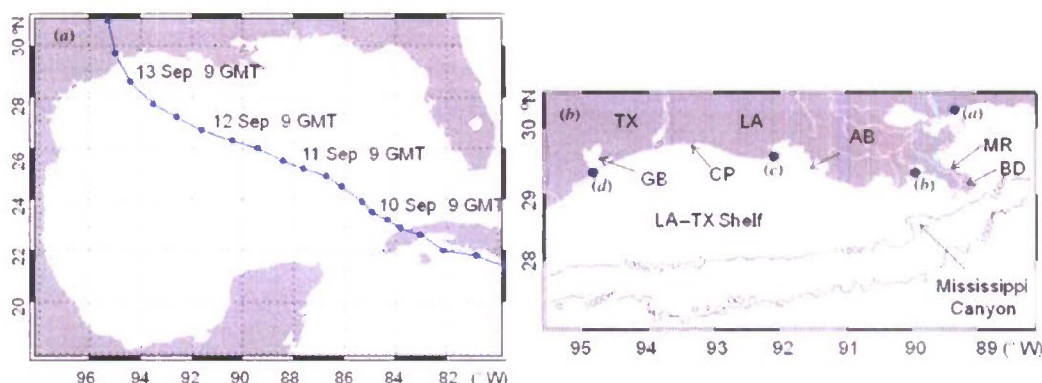 (a)
13 Sep 9 GMT
12 Sep 9 GMT
11 Sep 9 GMT
10 Sep 9 GMT
30 °N
28
26
24
22
20
96 94 92 90 88 86 84 82 (°W)
(b) TX LA AB (a)
MR
BD
(d) GB CP (c) (b)
LA–TX Shelf
Mississippi
Canyon
30 °N
29
28
95 94 93 92 91 90 89 (°W)